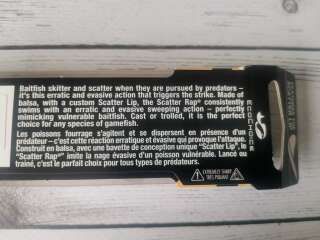 Baitfish skitter and scatter when they are pursued by predators –
it's this erratic and evasive action that triggers the strike. Made of
balsa, with a custom Scatter Lip, the Scatter Rap® consistently
swims with an erratic and evasive sweeping action – perfectly
mimicking vulnerable baitfish. Cast or trolled, it is the perfect
choice for any species of gamefish.
Les poissons fourrage s'agitent et se dispersent en présence d'un
prédateur – c'est cette réaction erratique et évasive qui provoque l'attaque.
Construit en balsa, avec une bavette de conception unique "Scatter Lip", le
"Scatter Rap®" imite la nage évasive d'un poisson vulnérable. Lancé ou
trainé, c'est le parfait choix pour tous types de prédateurs.
EXTREMELY SHARP
TRÈS PIQUANT